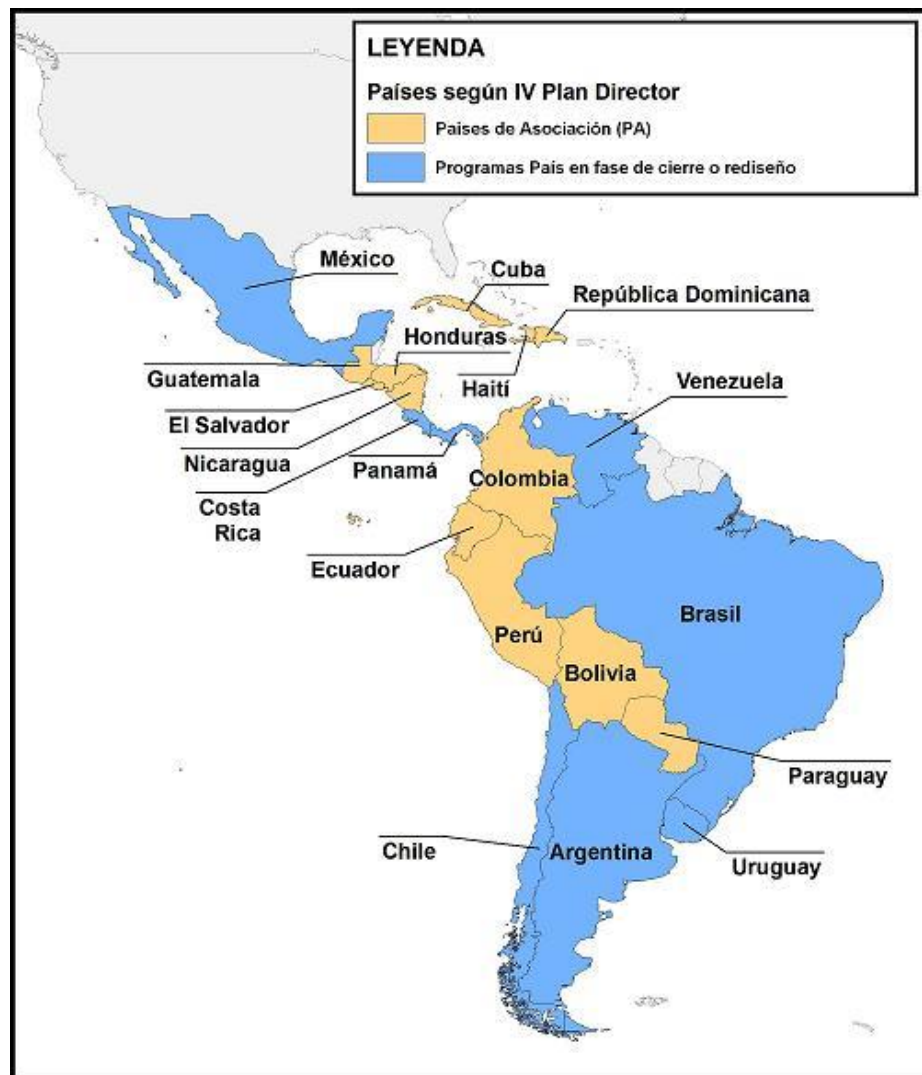 LEYENDA
Países según IV Plan Director
Países de Asociación (PA)
Programas País en fase de cierre o rediseño
México
Cuba
República Dominicana
Honduras
Guatemala
Haití
Venezuela
El Salvador
Nicaragua
Panamá
Colombia
Costa
Rica
Ecuador
Brasil
Perú
Bolivia
Paraguay
Chile
Argentina
Uruguay